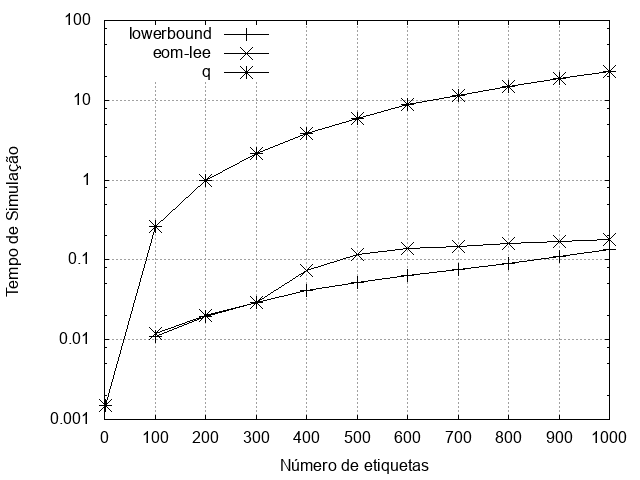 100
10
1
0.1
0.01
0.001
Tempo de Simulação
lowerbound
eom-lee
q
0 100 200 300 400 500 600 700 800 900 1000
Número de etiquetas